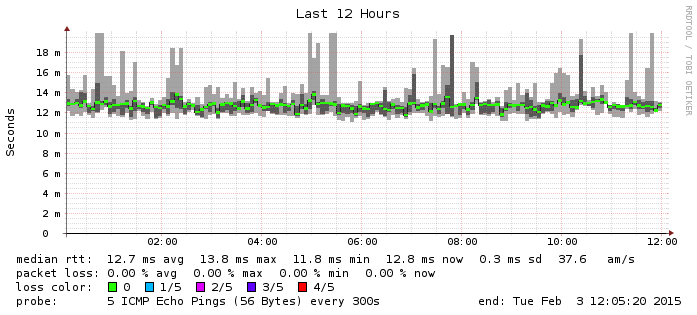 Last 12 Hours
RRDTOOL / TOBI OETIKER
Seconds
18 m
16 m
14 m
12 m
10 m
8 m
6 m
4 m
2 m
0
02:00 04:00 06:00 08:00 10:00 12:00
median rtt: 12.7 ms avg 13.8 ms max 11.8 ms min 12.8 ms now 0.3 ms sd 37.6 am/s
packet loss: 0.00 % avg 0.00 % max 0.00 % min 0.00 % now
loss color: 0 1/5 2/5 3/5 4/5
probe: 5 ICMP Echo Pings (56 Bytes) every 300s end: Tue Feb 3 12:05:20 2015